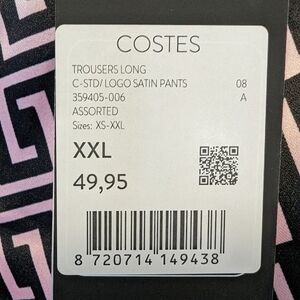 COSTES
TROUSERS LONG
C-STD/ LOGO SATIN PANTS 08
359405-006 A
ASSORTED
Sizes: XS-XXL
XXL
49,95
8 720714 149438